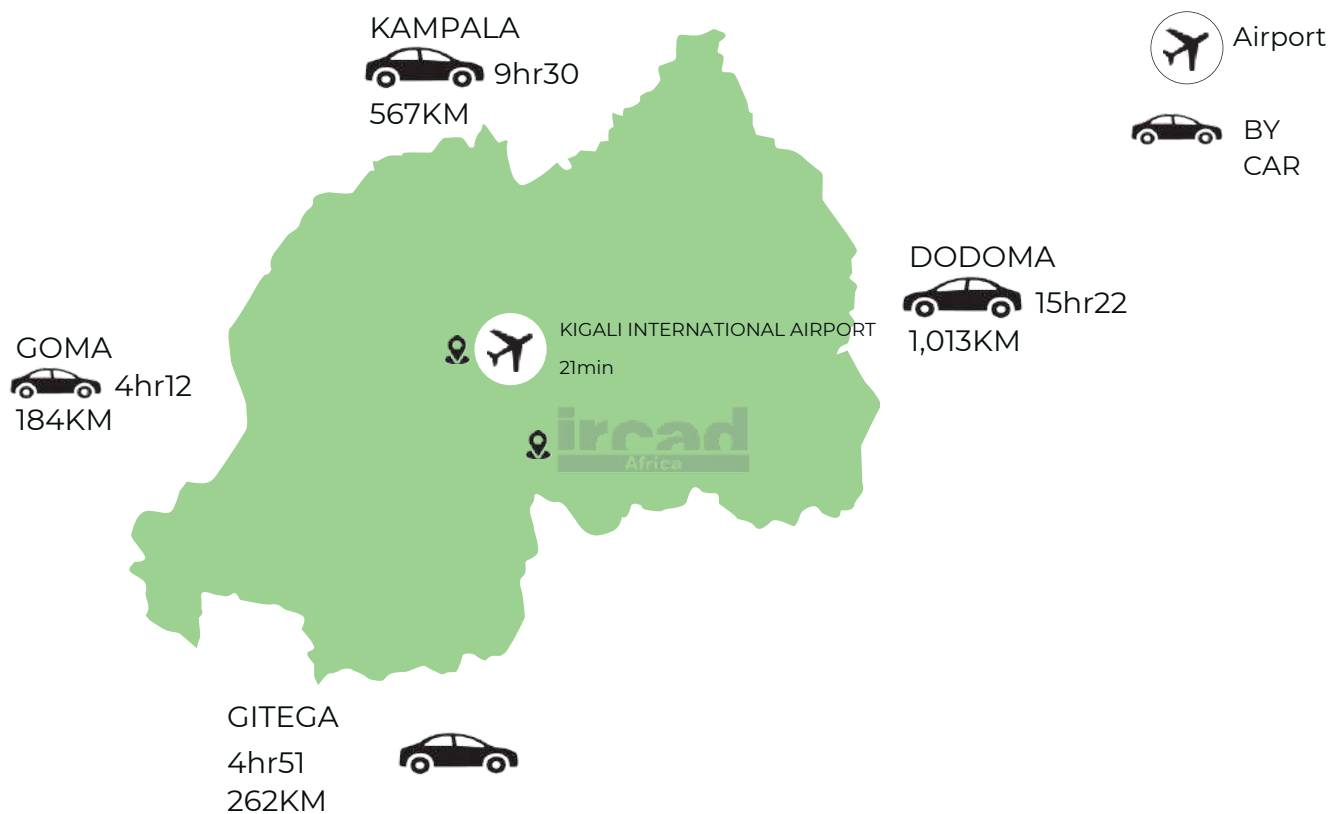 KAMPALA
9hr30
567KM
Airport
BY
CAR
DODOMA
15hr22
1,013KM
GOMA
4hr12
184KM
KIGALI INTERNATIONAL AIRPORT
21min
ircad
Africa
GITEGA
4hr51
262KM